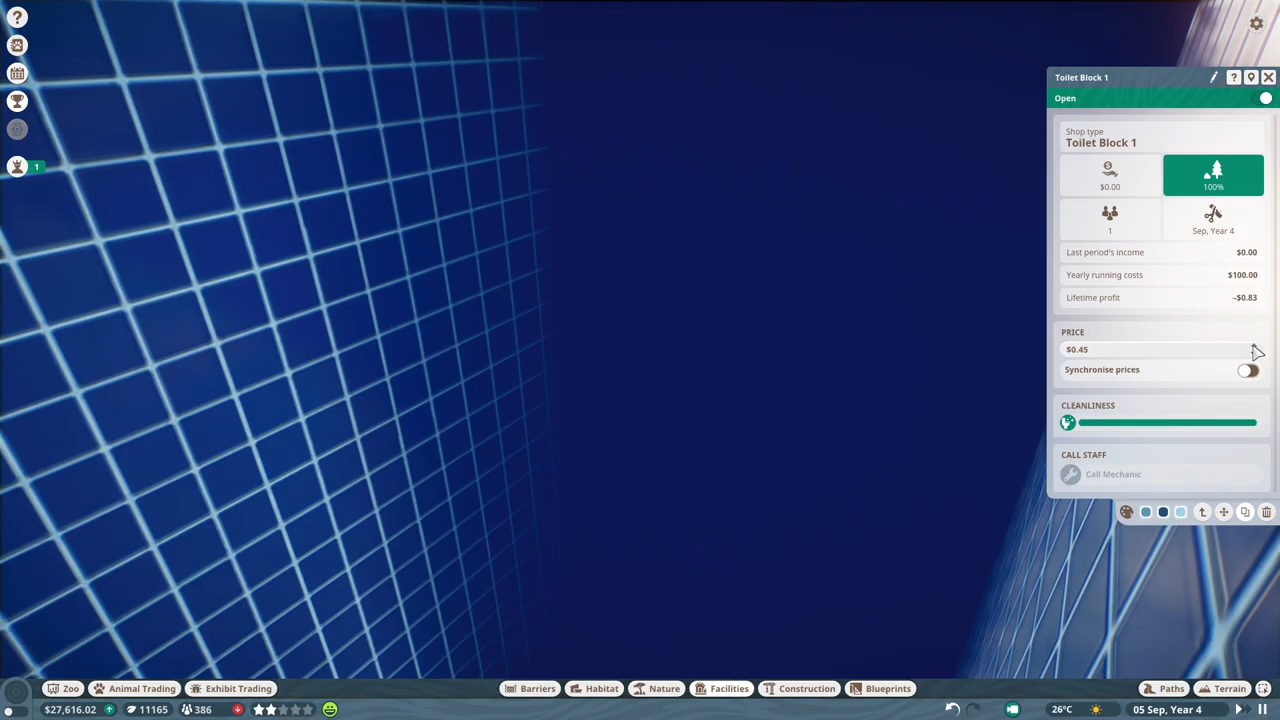 Toilet Block 1
?
?
Open
Shop type
Toilet Block 1
$0.00
100%
1
Sep, Year 4
1
Last period's income
$0.00
Yearly running costs
$100.00
Lifetime profit
–$0.83
PRICE
$0.45
Synchronise prices
CLEANLINESS
CALL STAFF
Call Mechanic
Zoo
Animal Trading
Exhibit Trading
Barriers
Habitat
Nature
Facilities
Construction
Blueprints
Paths
Terrain
$27,616.02
11165
386
26°C
05 Sep, Year 4